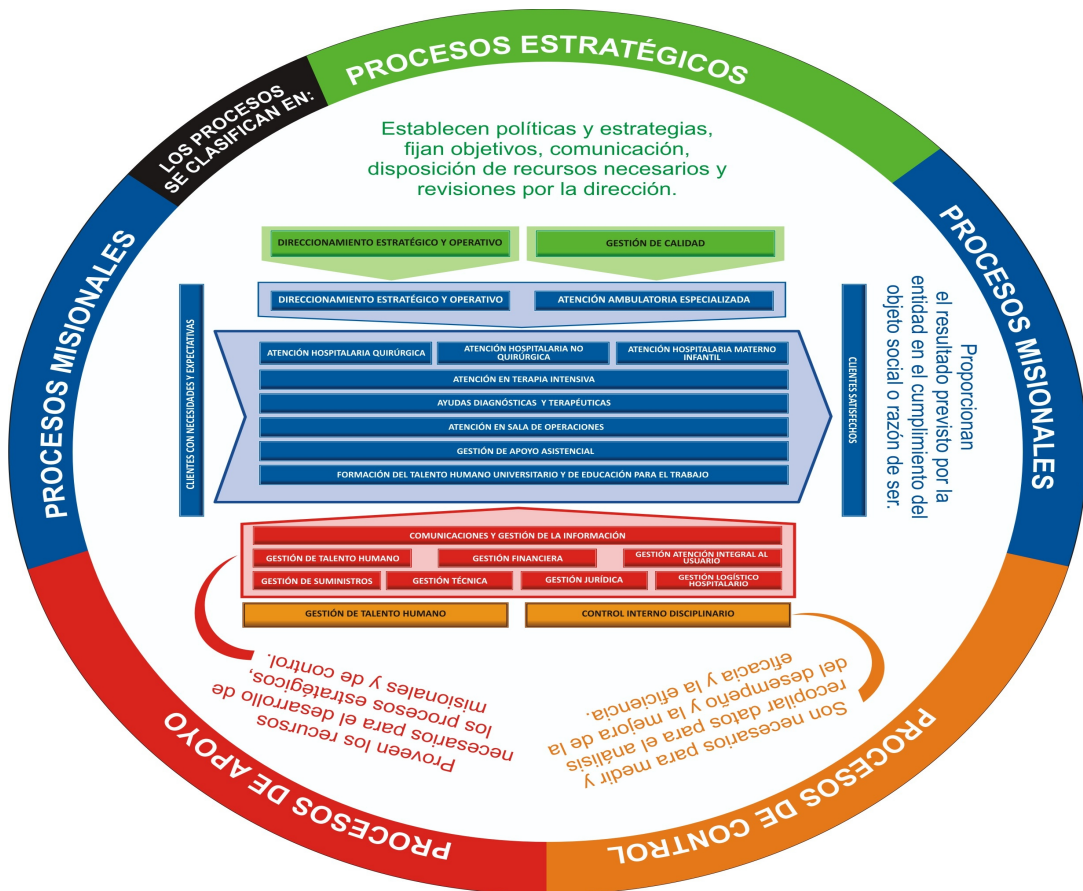 LOS PROCESOS
SE CLASIFICAN EN:
PROCESOS ESTRATÉGICOS
Establecen políticas y estrategias,
fijan objetivos, comunicación,
disposición de recursos necesarios y
revisiones por la dirección.
DIRECCIONAMIENTO ESTRATÉGICO Y OPERATIVO
GESTIÓN DE CALIDAD
PROCESOS MISIONALES
CLIENTES CON NECESIDADES Y EXPECTATIVAS
DIRECCIONAMIENTO ESTRATÉGICO Y OPERATIVO
ATENCIÓN AMBULATORIA ESPECIALIZADA
ATENCIÓN HOSPITALARIA QUIRÚRGICA
ATENCIÓN HOSPITALARIA NO
QUIRÚRGICA
ATENCIÓN HOSPITALARIA MATERNO
INFANTIL
ATENCIÓN EN TERAPIA INTENSIVA
AYUDAS DIAGNÓSTICAS Y TERAPÉUTICAS
ATENCIÓN EN SALA DE OPERACIONES
GESTIÓN DE APOYO ASISTENCIAL
FORMACIÓN DEL TALENTO HUMANO UNIVERSITARIO Y DE EDUCACIÓN PARA EL TRABAJO
CLIENTES SATISFECHOS
Proporcionan
el resultado previsto por la
entidad en el cumplimiento del
objeto social o razón de ser.
PROCESOS MISIONALES
COMUNICACIONES Y GESTIÓN DE LA INFORMACIÓN
GESTIÓN DE TALENTO HUMANO
GESTIÓN FINANCIERA
GESTIÓN ATENCIÓN INTEGRAL AL
USUARIO
GESTIÓN DE SUMINISTROS
GESTIÓN TÉCNICA
GESTIÓN JURÍDICA
GESTIÓN LOGÍSTICO
HOSPITALARIO
GESTIÓN DE TALENTO HUMANO
CONTROL INTERNO DISCIPLINARIO
Proveen los recursos
necesarios para el desarrollo de
los procesos estratégicos,
misionales y de control.
PROCESOS DE APOYO
Son necesarios para medir y
recopilar datos para el análisis
del desempeño y la mejora de la
eficacia y la eficiencia.
PROCESOS DE CONTROL